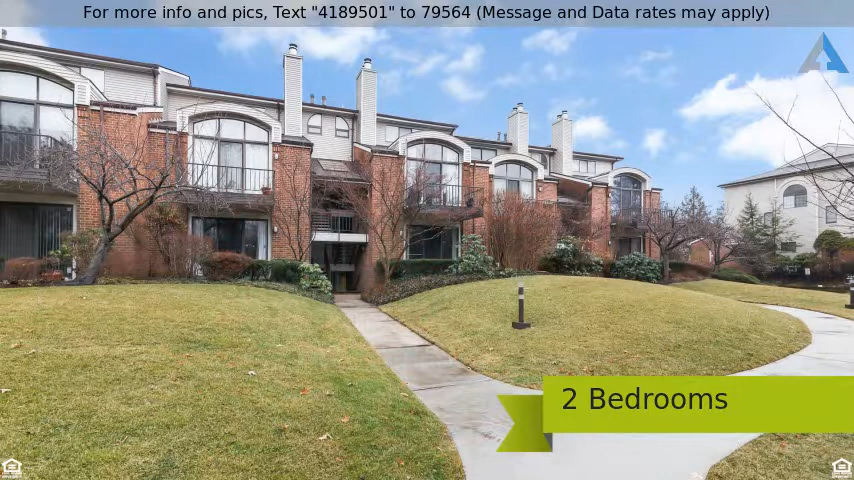 For more info and pics, Text "4189501" to 79564 (Message and Data rates may apply)
2 Bedrooms